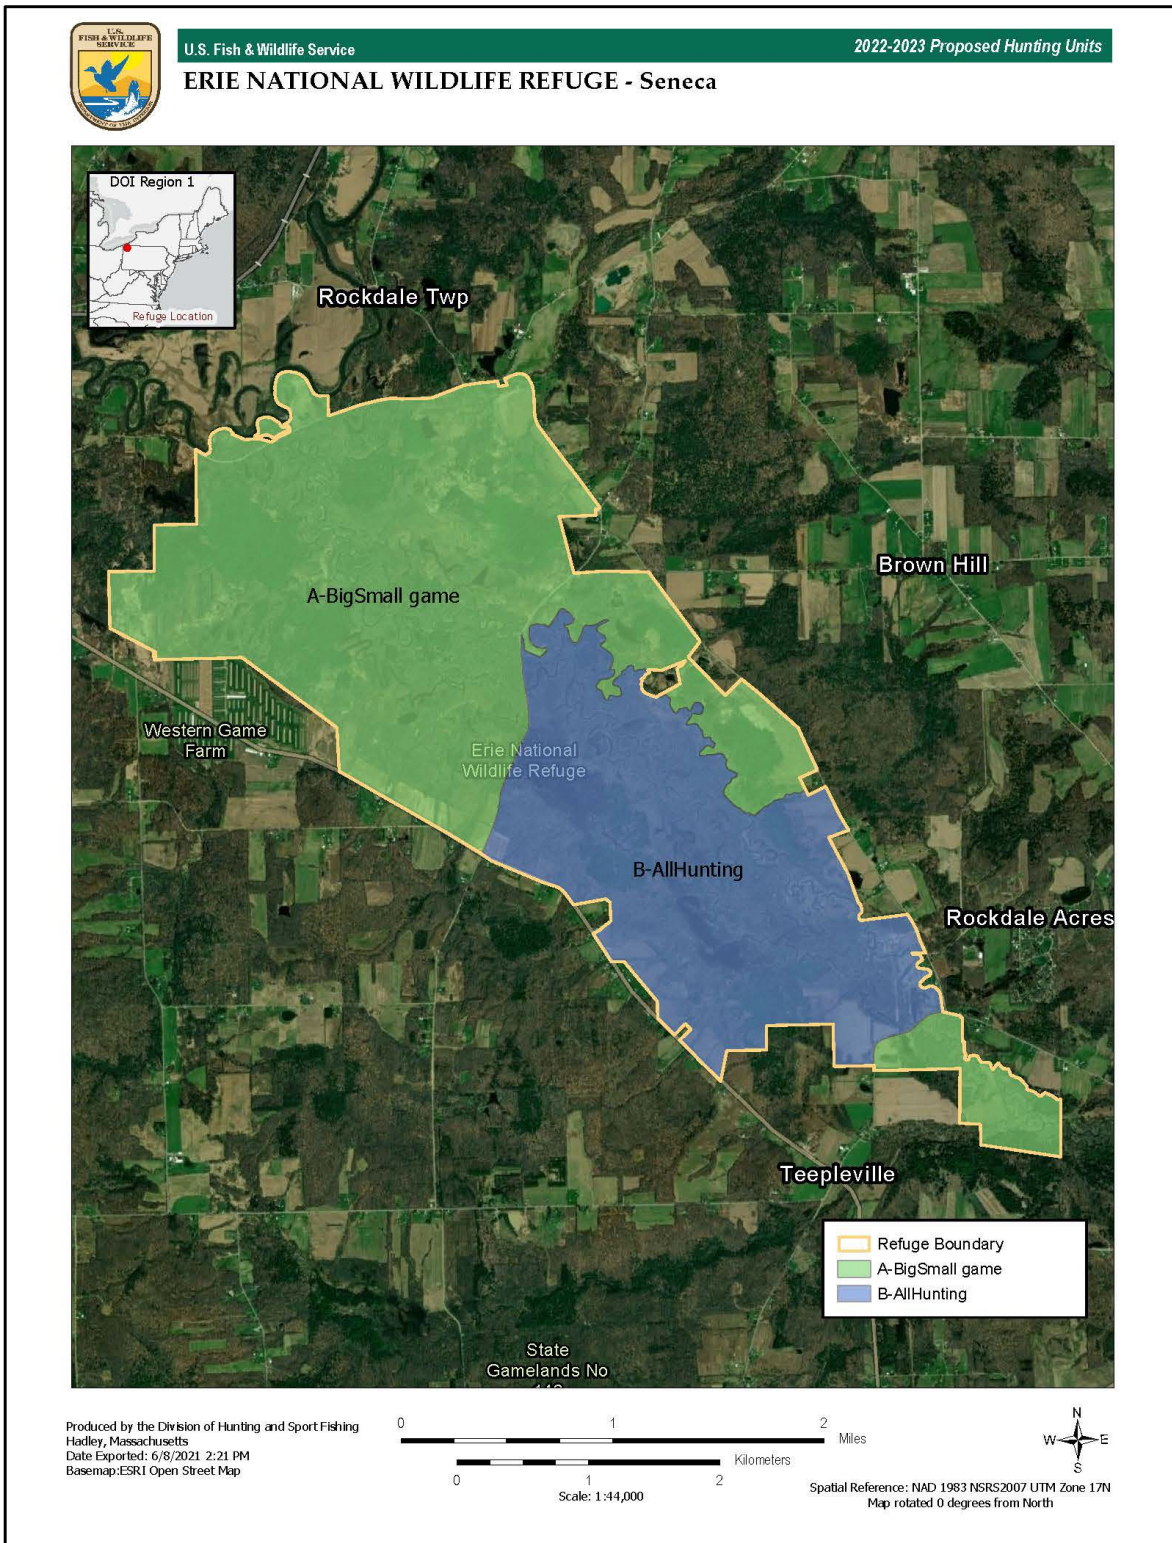 U.S.
FISH & WILDLIFE
SERVICE
DEPARTMENT OF THE INTERIOR
U.S. Fish & Wildlife Service
2022-2023 Proposed Hunting Units
ERIE NATIONAL WILDLIFE REFUGE - Seneca
DOI Region 1
Refuge Location
Rockdale Twp
Brown Hill
A-BigSmall game
Western Game
Farm
Erie National
Wildlife Refuge
B-AllHunting
Rockdale Acres
Teepleville
Refuge Boundary
A-BigSmall game
B-AllHunting
State
Gamelands No
Produced by the Division of Hunting and Sport Fishing
Hadley, Massachusetts
Date Exported: 6/8/2021 2:21 PM
Basemap:ESRI Open Street Map
0 1 2
Miles
Kilometers
0 1 2
Scale: 1:44,000
N
W E
S
Spatial Reference: NAD 1983 NSRS2007 UTM Zone 17N
Map rotated 0 degrees from North